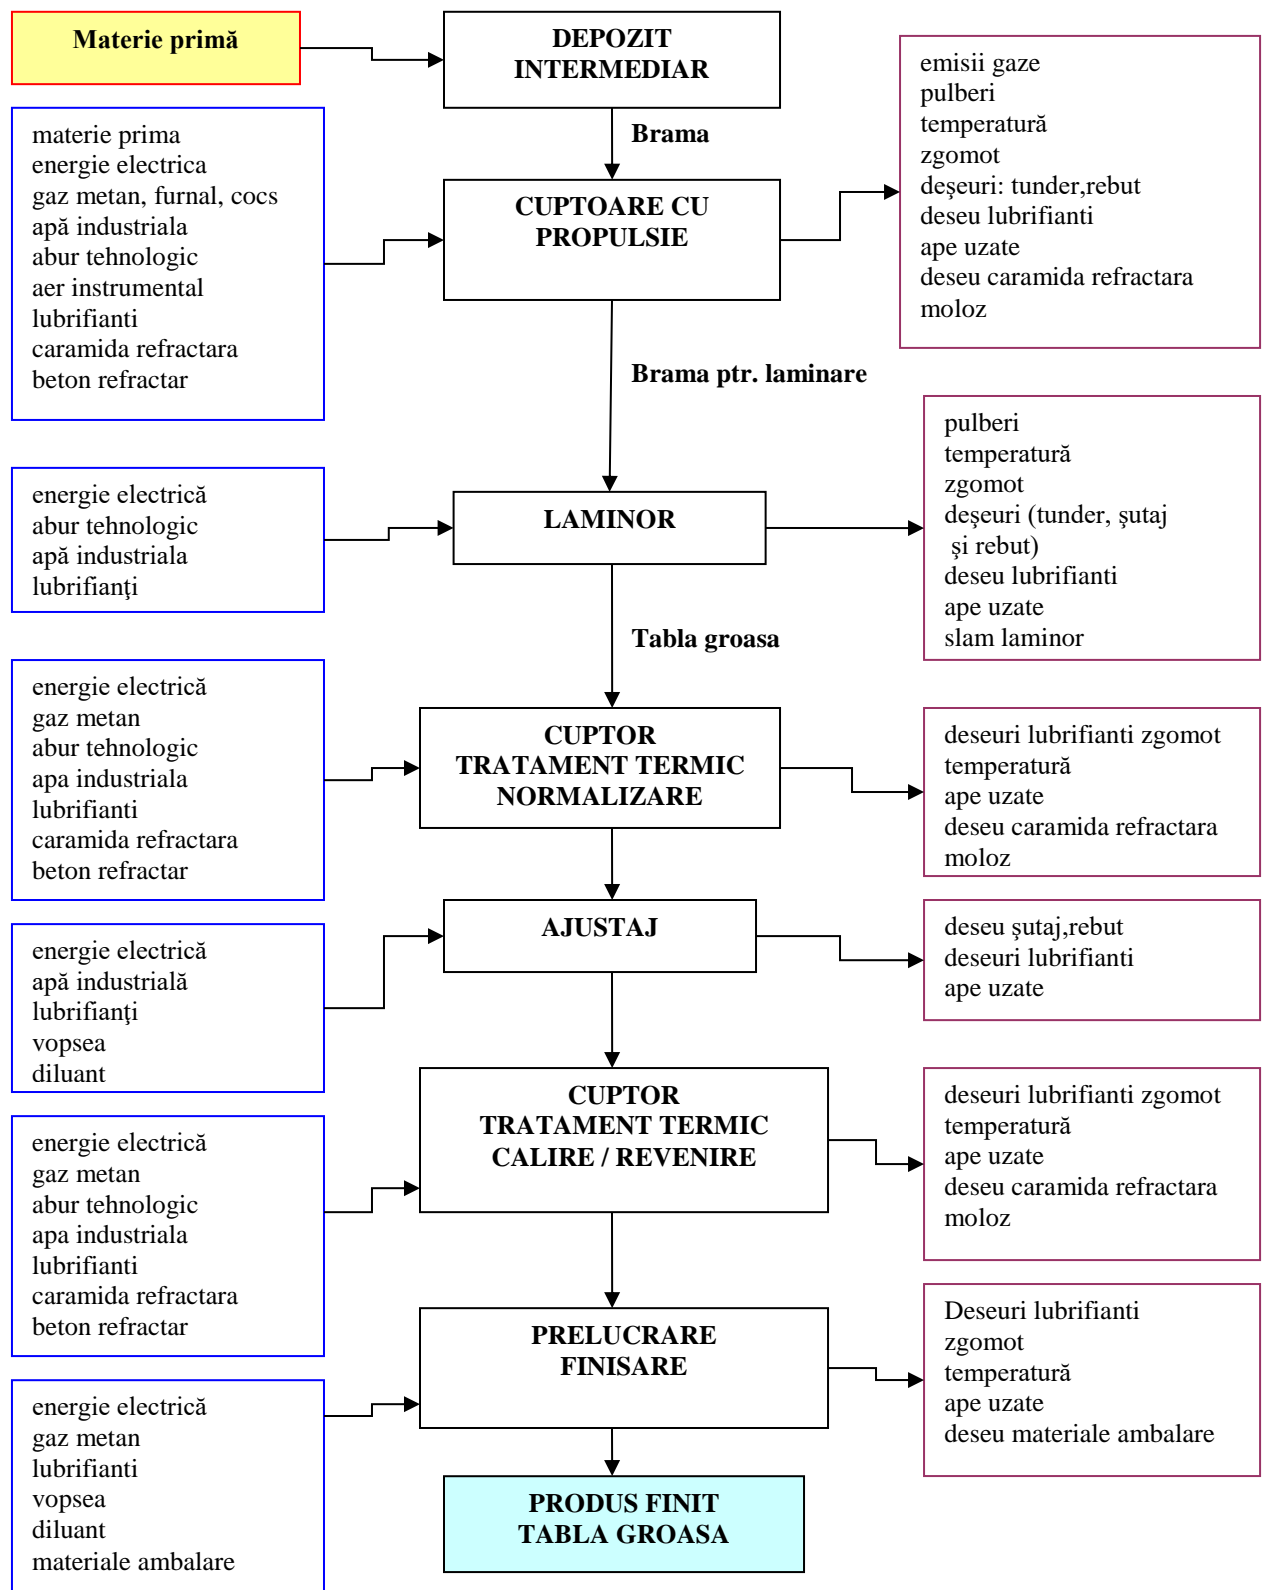 Materie primă
DEPOZIT
INTERMEDIAR
emisii gaze
pulberi
temperatură
zgomot
deşeuri: tunder,rebut
deseu lubrifianti
ape uzate
deseu caramida refractara
moloz
Brama
materie prima
energie electrica
gaz metan, furnal, cocs
apă industriala
abur tehnologic
aer instrumental
lubrifianti
caramida refractara
beton refractar
CUPTOARE CU
PROPULSIE
Brama ptr. laminare
energie electrică
abur tehnologic
apă industriala
lubrifianţi
LAMINOR
pulberi
temperatură
zgomot
deşeuri (tunder, şutaj
şi rebut)
deseu lubrifianti
ape uzate
slam laminor
Tabla groasa
energie electrică
gaz metan
abur tehnologic
apa industriala
lubrifianti
caramida refractara
beton refractar
CUPTOR
TRATAMENT TERMIC
NORMALIZARE
deseuri lubrifianti zgomot
temperatură
ape uzate
deseu caramida refractara
moloz
energie electrică
apă industrială
lubrifianţi
vopsea
diluant
AJUSTAJ
deseu şutaj,rebut
deseuri lubrifianti
ape uzate
energie electrică
gaz metan
abur tehnologic
apa industriala
lubrifianti
caramida refractara
beton refractar
CUPTOR
TRATAMENT TERMIC
CALIRE / REVENIRE
deseuri lubrifianti zgomot
temperatură
ape uzate
deseu caramida refractara
moloz
energie electrică
gaz metan
lubrifianti
vopsea
diluant
materiale ambalare
PRELUCRARE
FINISARE
Deseuri lubrifianti
zgomot
temperatură
ape uzate
deseu materiale ambalare
PRODUS FINIT
TABLA GROASA